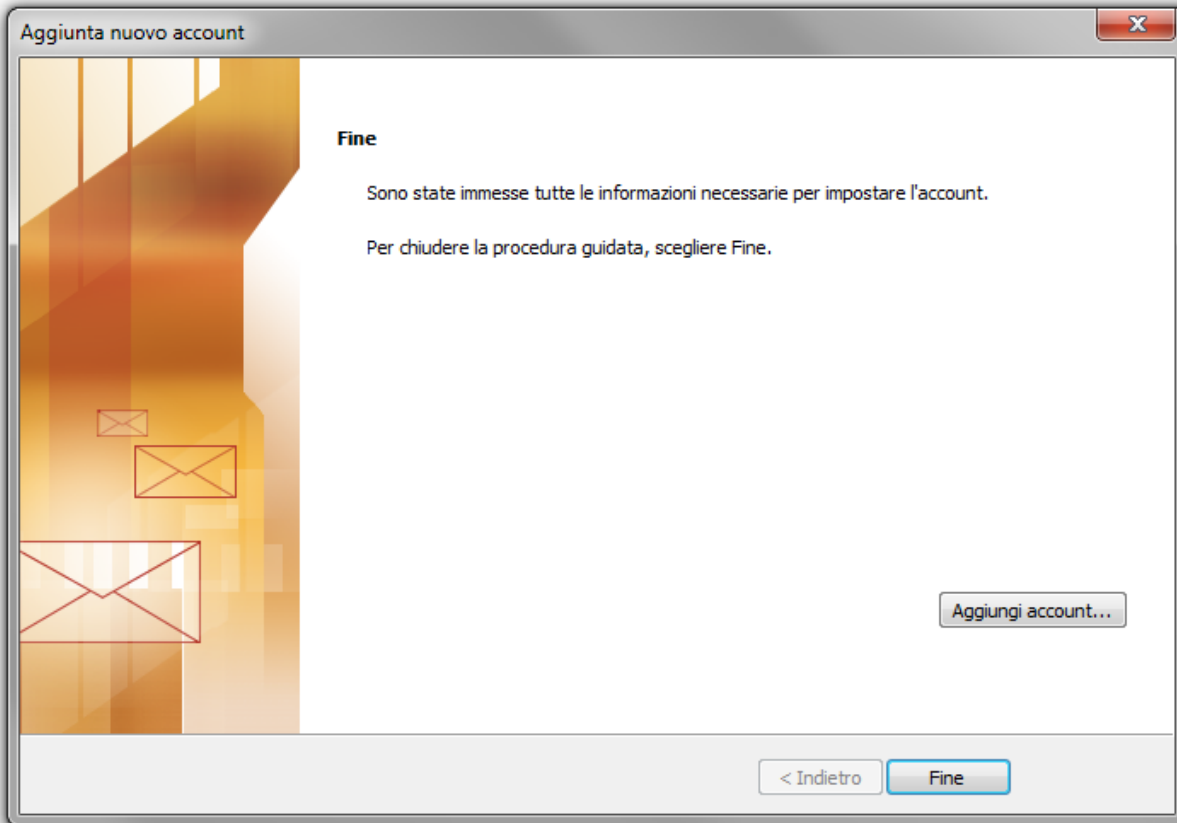 Aggiunta nuovo account
Fine
Sono state immesse tutte le informazioni necessarie per impostare l'account.
Per chiudere la procedura guidata, scegliere Fine.
Aggiungi account...
< Indietro
Fine